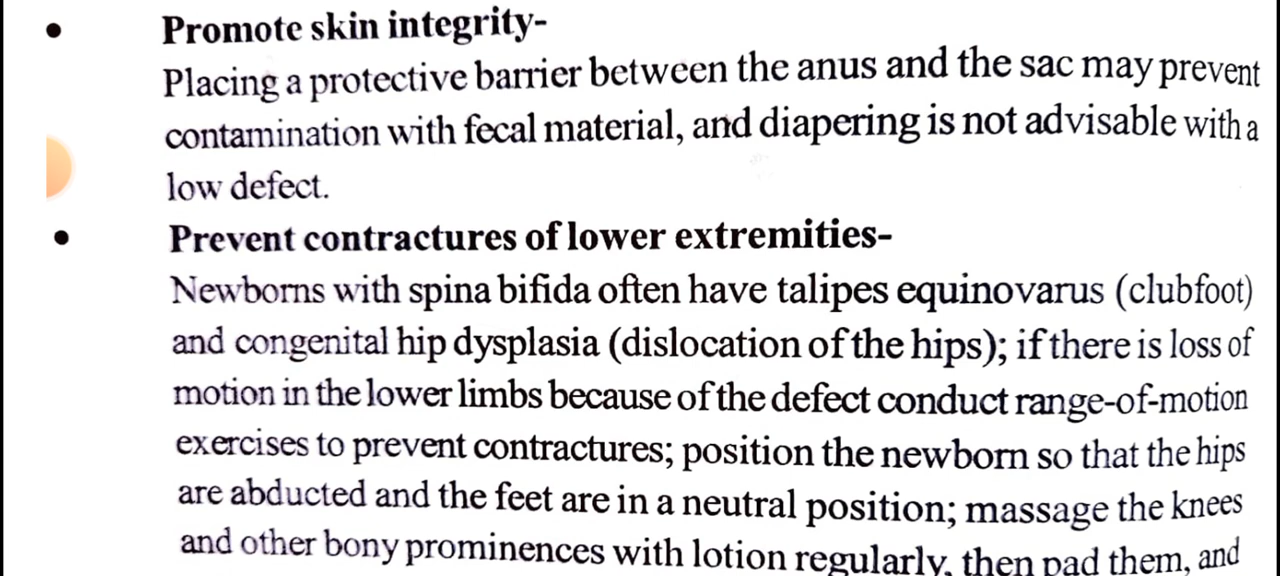 • Promote skin integrity-
Placing a protective barrier between the anus and the sac may prevent
contamination with fecal material, and diapering is not advisable with a
low defect.
• Prevent contractures of lower extremities-
Newborns with spina bifida often have talipes equinovarus (clubfoot)
and congenital hip dysplasia (dislocation of the hips); if there is loss of
motion in the lower limbs because of the defect conduct range-of-motion
exercises to prevent contractures; position the newborn so that the hips
are abducted and the feet are in a neutral position; massage the knees
and other bony prominences with lotion regularly, then pad them, and